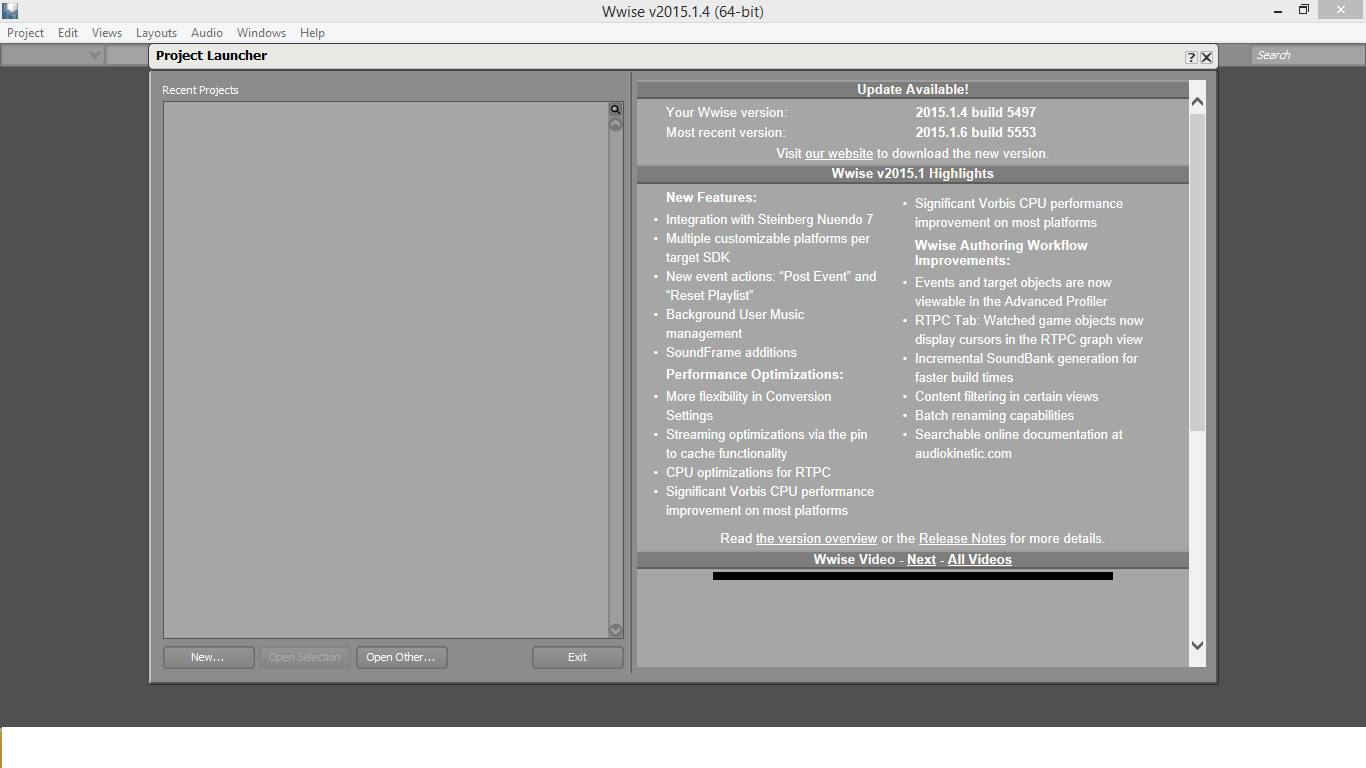 Wwise v2015.1.4 (64-bit)
Project Edit Views Layouts Audio Windows Help
Project Launcher
Search
Recent Projects
New...
Open Selection
Open Other...
Exit
Update Available!
Your Wwise version: 2015.1.4 build 5497
Most recent version: 2015.1.6 build 5553
Visit our website to download the new version.
Wwise v2015.1 Highlights
New Features:
• Integration with Steinberg Nuendo 7
• Multiple customizable platforms per
target SDK
• New event actions: “Post Event” and
“Reset Playlist”
• Background User Music
management
• SoundFrame additions
Performance Optimizations:
• More flexibility in Conversion
Settings
• Streaming optimizations via the pin
to cache functionality
• CPU optimizations for RTPC
• Significant Vorbis CPU performance
improvement on most platforms
• Significant Vorbis CPU performance
improvement on most platforms
Wwise Authoring Workflow
Improvements:
• Events and target objects are now
viewable in the Advanced Profiler
• RTPC Tab: Watched game objects now
display cursors in the RTPC graph view
• Incremental SoundBank generation for
faster build times
• Content filtering in certain views
• Batch renaming capabilities
• Searchable online documentation at
audiokinetic.com
Read the version overview or the Release Notes for more details.
Wwise Video - Next - All Videos